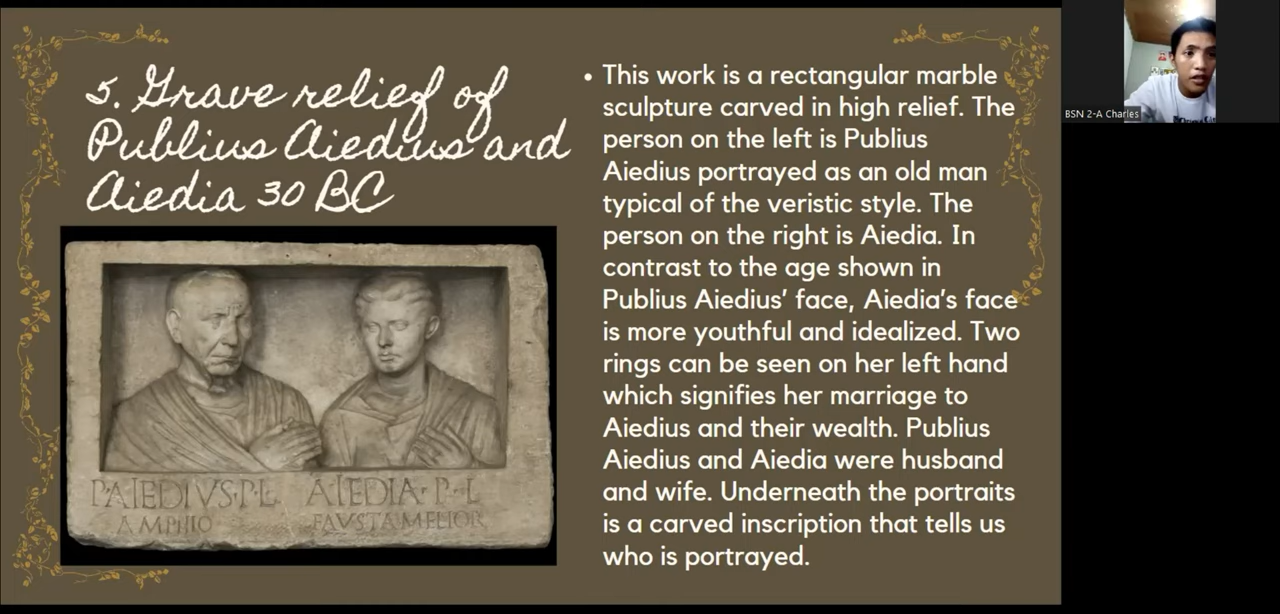 5. Grave relief of
Publius Aiedius and
Aiedia 30 BC
P·AIEDIVS·P·L
AMPHIO
AIEDIA·P·L
FAVSTA MELIOR
• This work is a rectangular marble
sculpture carved in high relief. The
person on the left is Publius
Aiedius portrayed as an old man
typical of the veristic style. The
person on the right is Aiedia. In
contrast to the age shown in
Publius Aiedius’ face, Aiedia’s face
is more youthful and idealized. Two
rings can be seen on her left hand
which signifies her marriage to
Aiedius and their wealth. Publius
Aiedius and Aiedia were husband
and wife. Underneath the portraits
is a carved inscription that tells us
who is portrayed.
BSN 2-A Charles